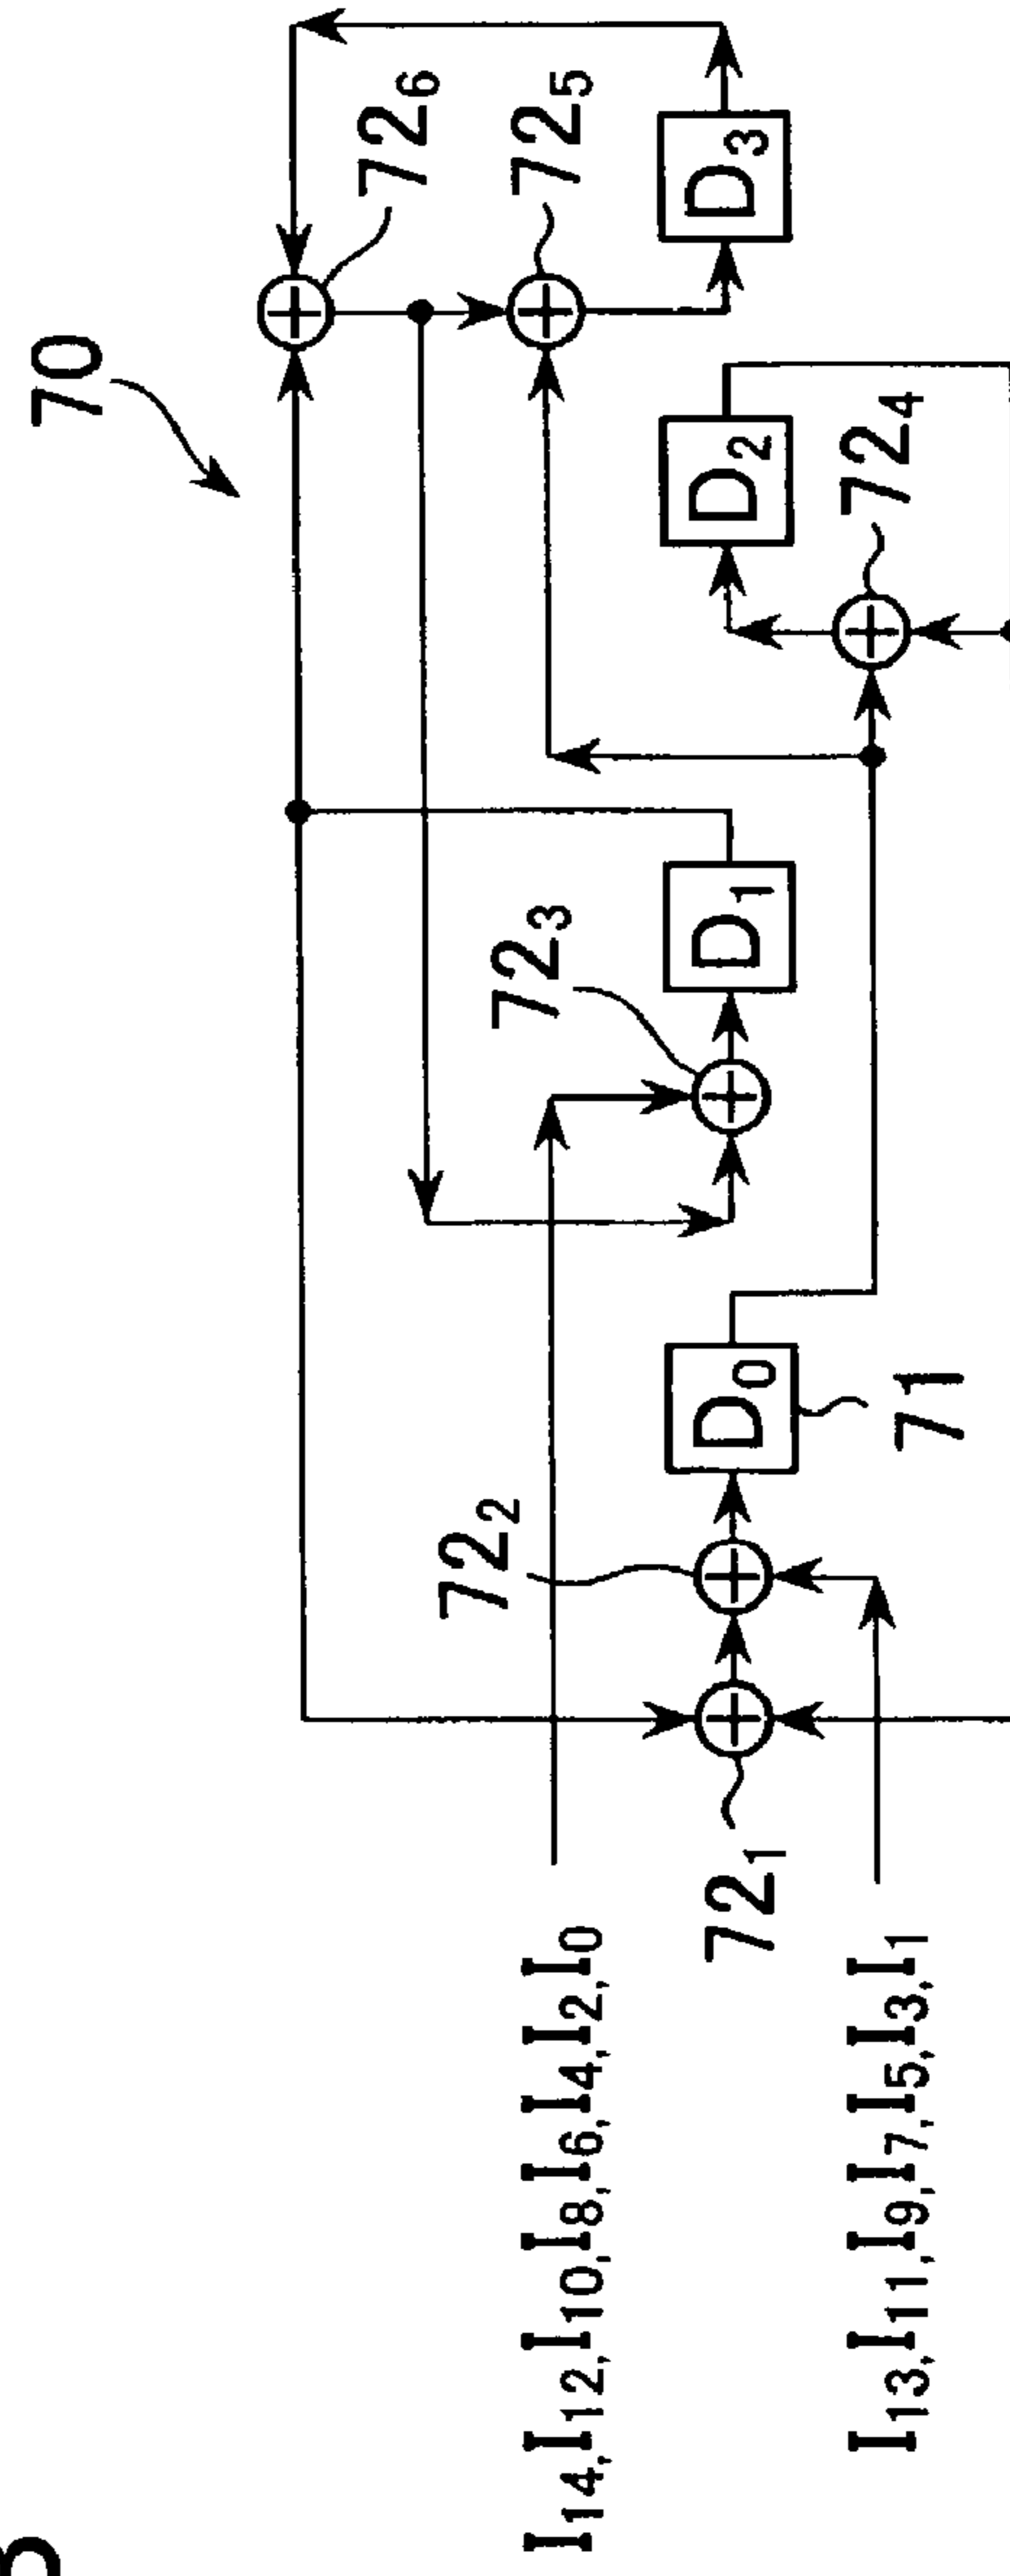 70
72₆
72₅
72₂
72₃
D₀
D₁
D₂
D₃
72₁
71
72₄
I₁₄,I₁₂,I₁₀,I₈,I₆,I₄,I₂,I₀
I₁₃,I₁₁,I₉,I₇,I₅,I₃,I₁